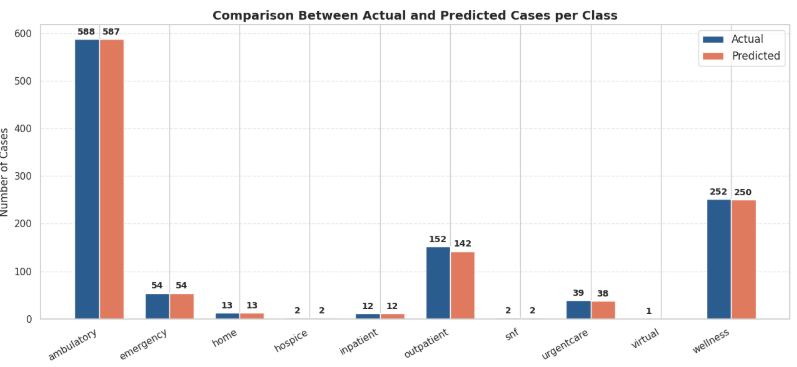 Comparison Between Actual and Predicted Cases per Class
Actual
Predicted
Number of Cases
600
500
400
300
200
100
0
588 587
54 54
13 13
2 2
12 12
152 142
2 2
39 38
1
252 250
ambulatory
emergency
home
hospice
inpatient
outpatient
snf
urgentcare
virtual
wellness